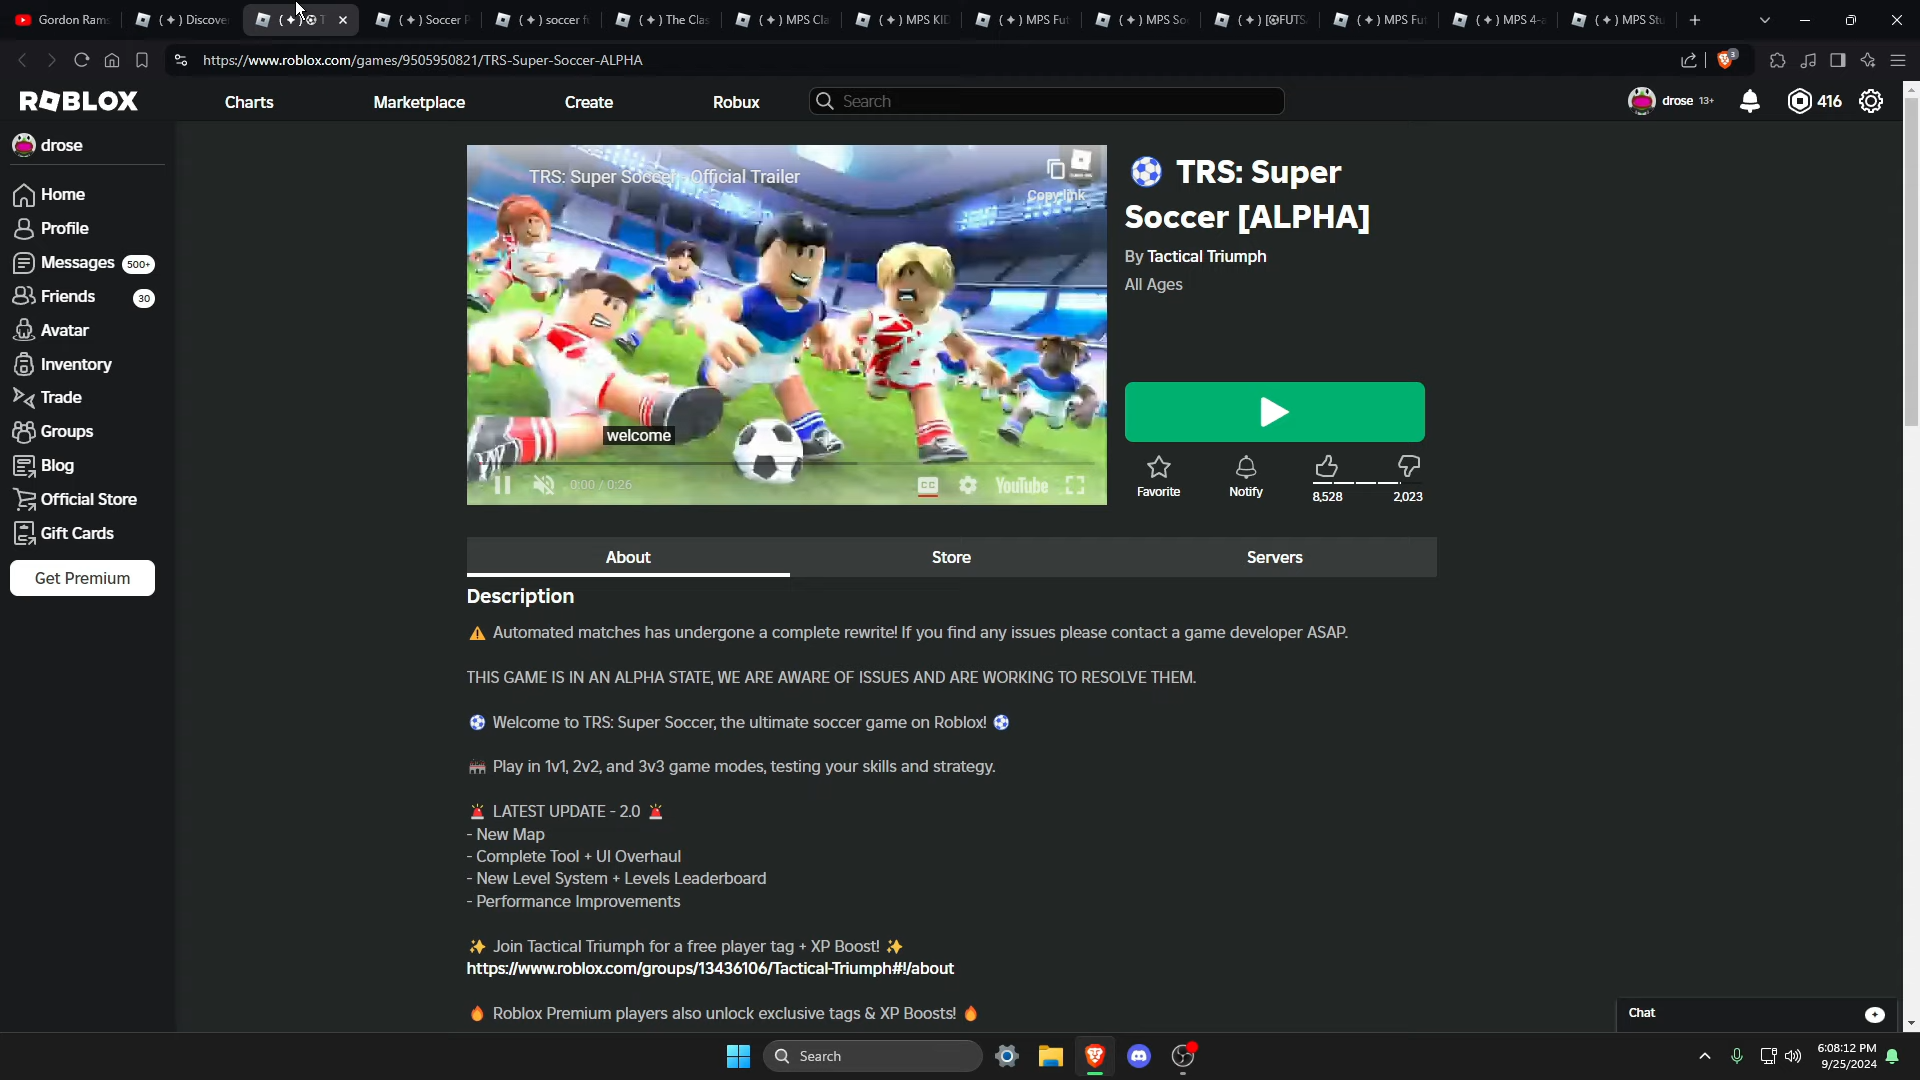 Gordon Rams
( ) Discove
( ) T
( ) Soccer
( ) soccer f
( ) The Clas
( ) MPS Cla
( ) MPS KI
( ) MPS Fut
( ) MPS So
( ) [ FUTS
( ) MPS Fut
( ) MPS 4-a
( ) MPS Stu
https://www.roblox.com/games/9505950821/TRS-Super-Soccer-ALPHA
3
ROBLOX
Charts
Marketplace
Create
Robux
Search
drose 13+
416
drose
Home
Profile
Messages 500+
Friends 30
Avatar
Inventory
Trade
Groups
Blog
Official Store
Gift Cards
Get Premium
TRS: Super Soccer - Official Trailer
Copy link
welcome
0:00 / 0:26
CC
YouTube
⚽ TRS: Super
Soccer [ALPHA]
By Tactical Triumph
All Ages
Favorite
Notify
8,528
2,023
About
Store
Servers
Description
⚠️ Automated matches has undergone a complete rewrite! If you find any issues please contact a game developer ASAP.
THIS GAME IS IN AN ALPHA STATE, WE ARE AWARE OF ISSUES AND ARE WORKING TO RESOLVE THEM.
⚽ Welcome to TRS: Super Soccer, the ultimate soccer game on Roblox! ⚽
🏟️ Play in 1v1, 2v2, and 3v3 game modes, testing your skills and strategy.
🚨 LATEST UPDATE - 2.0 🚨
- New Map
- Complete Tool + UI Overhaul
- New Level System + Levels Leaderboard
- Performance Improvements
✨ Join Tactical Triumph for a free player tag + XP Boost! ✨
https://www.roblox.com/groups/13436106/Tactical-Triumph#!/about
🔥 Roblox Premium players also unlock exclusive tags & XP Boosts! 🔥
Chat
Search
6:08:12 PM
9/25/2024